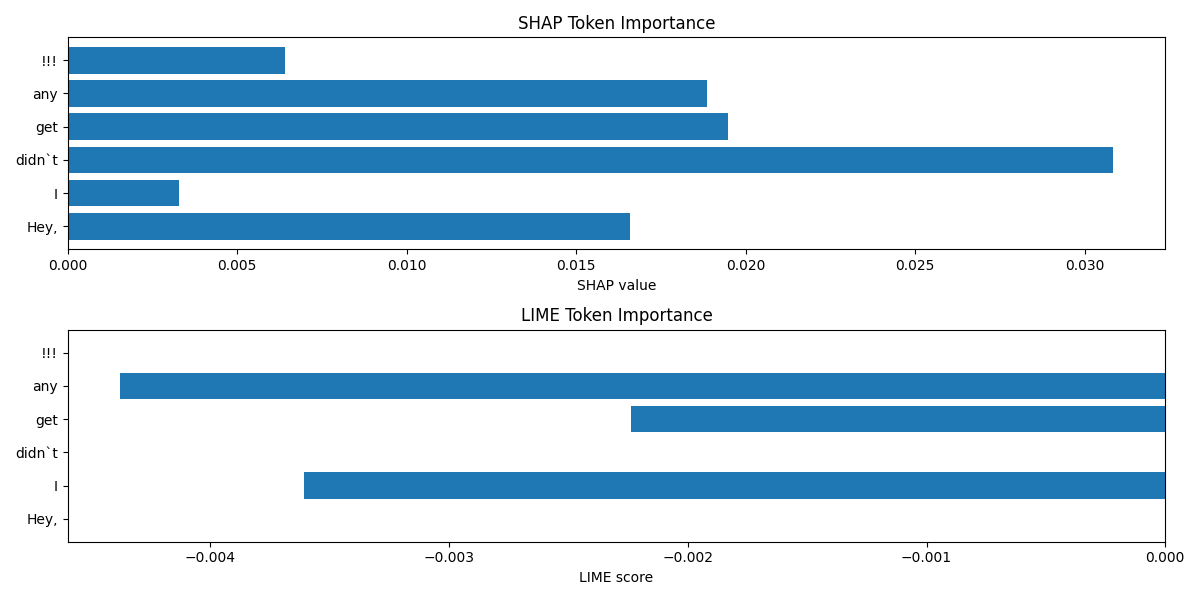 SHAP Token Importance
!!!
any
get
didn`t
I
Hey,
0.000 0.005 0.010 0.015 0.020 0.025 0.030
SHAP value
LIME Token Importance
!!!
any
get
didn`t
I
Hey,
−0.004 −0.003 −0.002 −0.001 0.000
LIME score